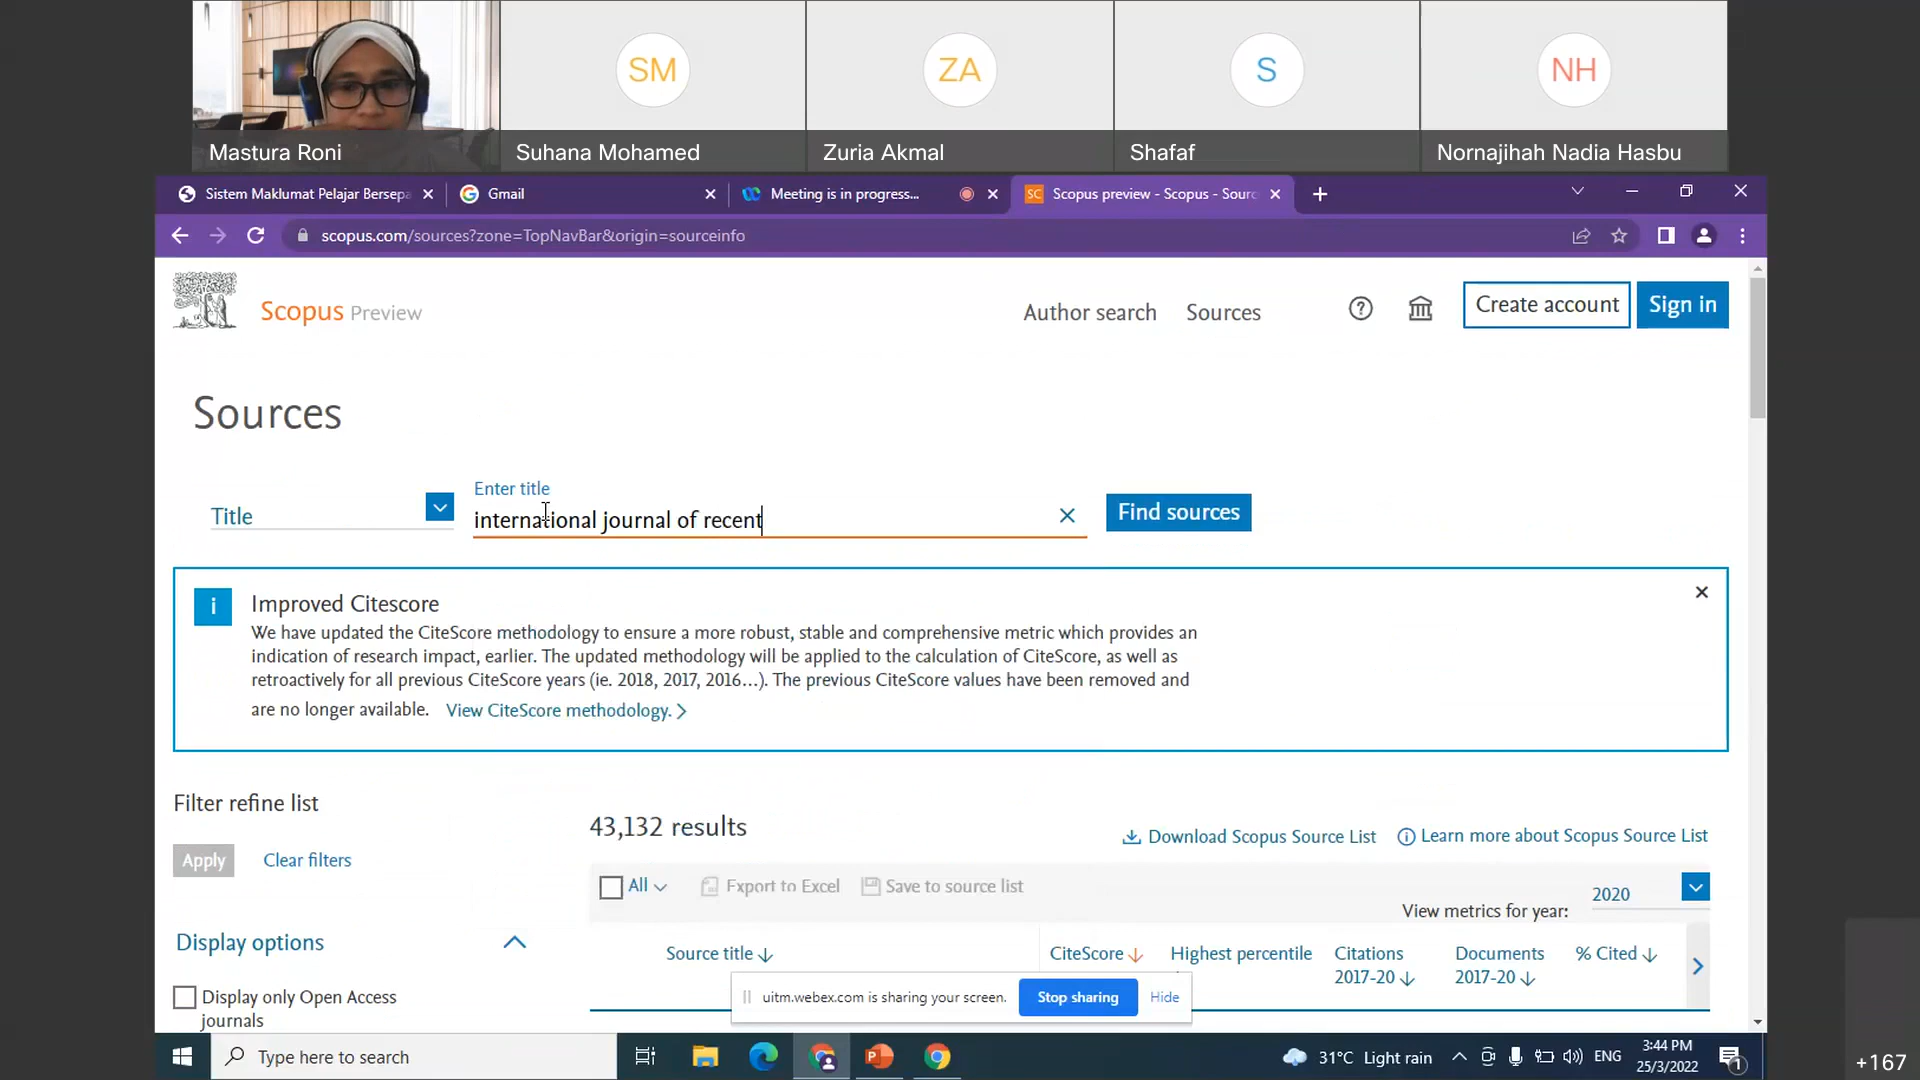 SM
ZA
S
NH
Mastura Roni
Suhana Mohamed
Zuria Akmal
Shafaf
Nornajihah Nadia Hasbu
Sistem Maklumat Pelajar Bersepa
Gmail
Meeting is in progress...
SC
Scopus preview - Scopus - Sourc
scopus.com/sources?zone=TopNavBar&origin=sourceinfo
Scopus Preview
Author search
Sources
Create account
Sign in
Sources
Title
Enter title
international journal of recent
Find sources
Improved Citescore
We have updated the CiteScore methodology to ensure a more robust, stable and comprehensive metric which provides an
indication of research impact, earlier. The updated methodology will be applied to the calculation of CiteScore, as well as
retroactively for all previous CiteScore years (ie. 2018, 2017, 2016...). The previous CiteScore values have been removed and
are no longer available. View CiteScore methodology. >
Filter refine list
Apply
Clear filters
43,132 results
Download Scopus Source List
Learn more about Scopus Source List
All
Export to Excel
Save to source list
View metrics for year:
2020
Display options
Source title
CiteScore
Highest percentile
Citations
2017-20
Documents
2017-20
% Cited
Display only Open Access
journals
uitm.webex.com is sharing your screen.
Stop sharing
Hide
Type here to search
31°C Light rain
ENG
3:44 PM
25/3/2022
1
+167